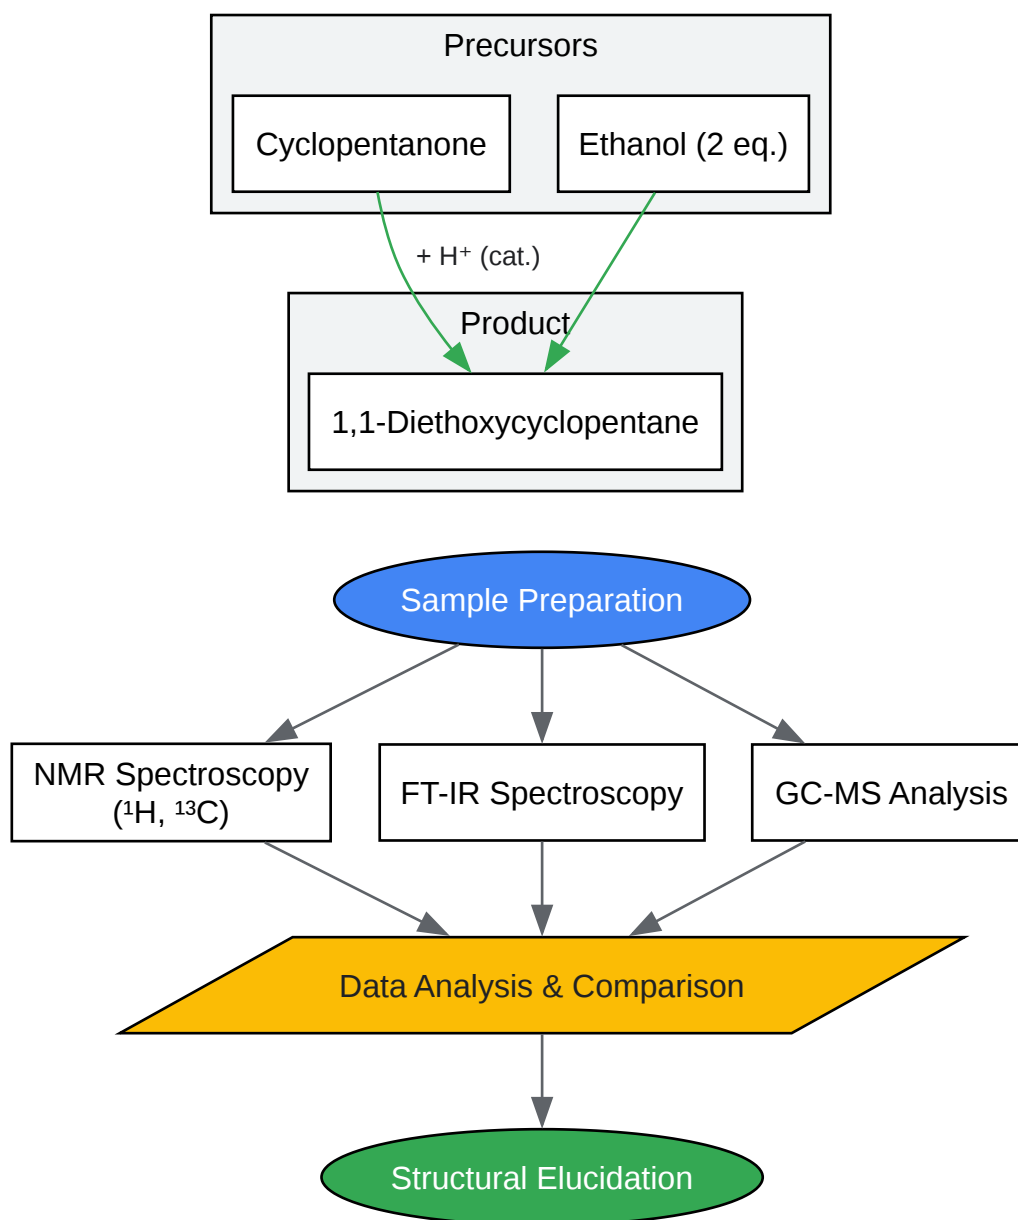 Precursors
Cyclopentanone
Ethanol (2 eq.)
+ H⁺ (cat.)
Product
1,1-Diethoxycyclopentane
Sample Preparation
NMR Spectroscopy
(¹H, ¹³C)
FT-IR Spectroscopy
GC-MS Analysis
Data Analysis & Comparison
Structural Elucidation